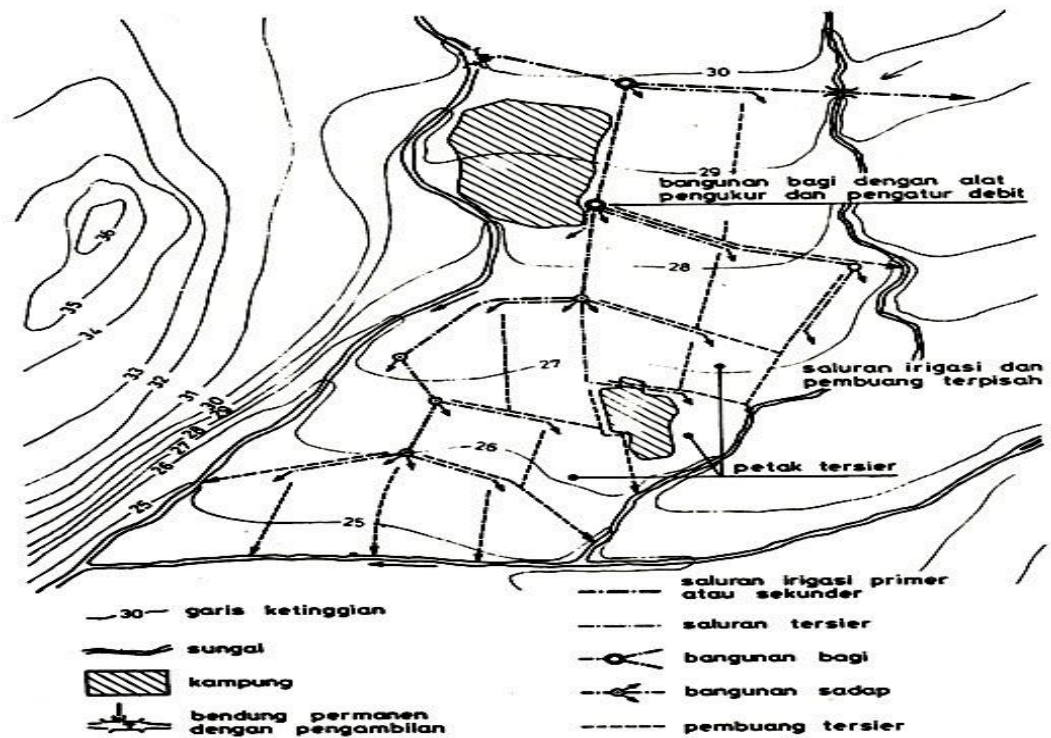 30
29
bangunan bagi dengan alat
pengukur dan pengatur debit
28
36
35
34
33
32
31
30
29
28
27
26
25
27
saluran irigasi dan
pembuang terpisah
26
petak tersier
25
30 garis ketinggian
sungai
kampung
bendung permanen
dengan pengambilan
saluran irigasi primer
atau sekunder
saluran tersier
bangunan bagi
bangunan sadap
pembuang tersier